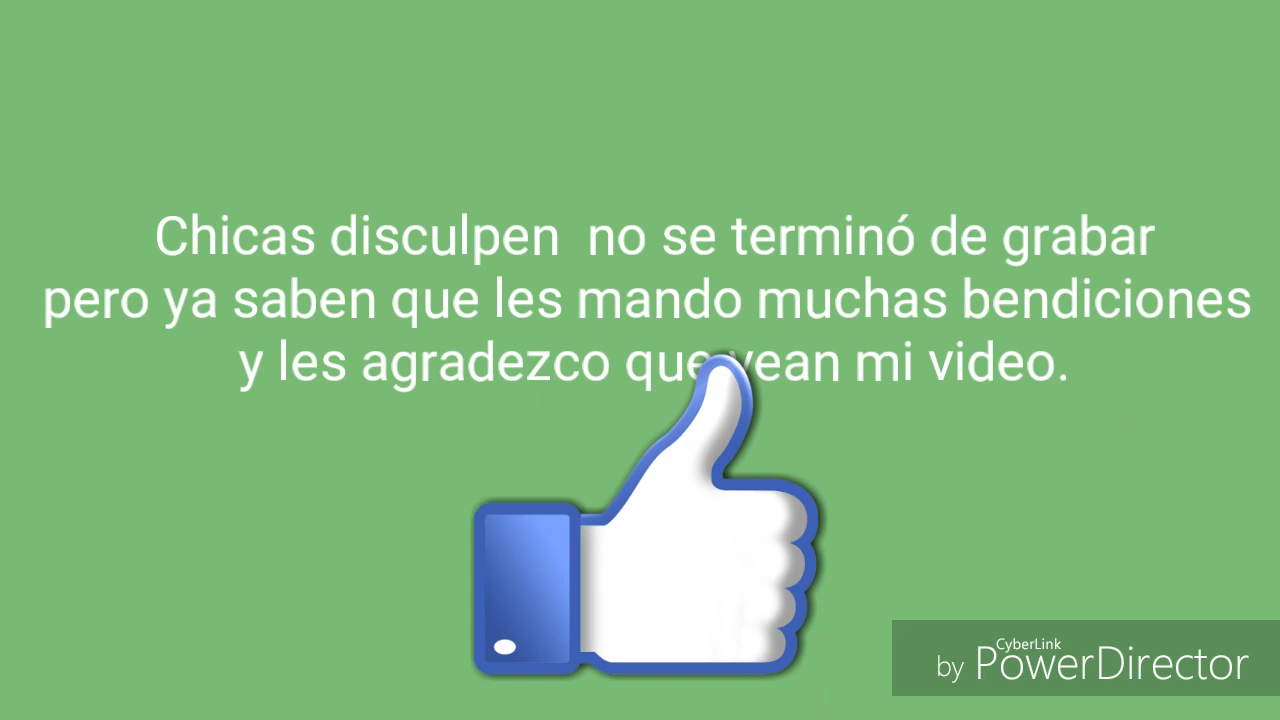 Chicas disculpen  no se terminó de grabar
pero ya saben que les mando muchas bendiciones
y les agradezco que vean mi video.
CyberLink
by PowerDirector